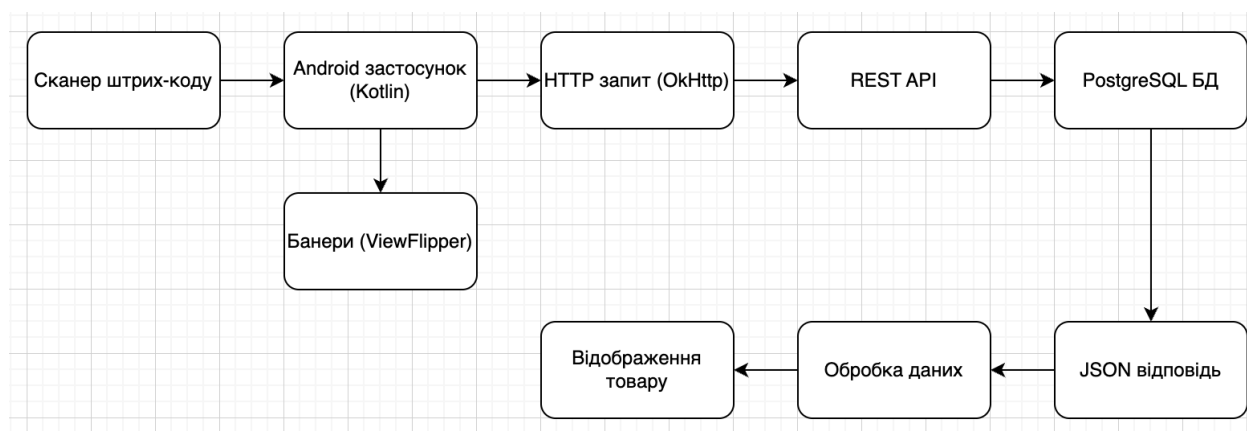 Сканер штрих-коду
Android застосунок
(Kotlin)
HTTP запит (OkHttp)
REST API
PostgreSQL БД
Банери (ViewFlipper)
Відображення
товару
Обробка даних
JSON відповідь